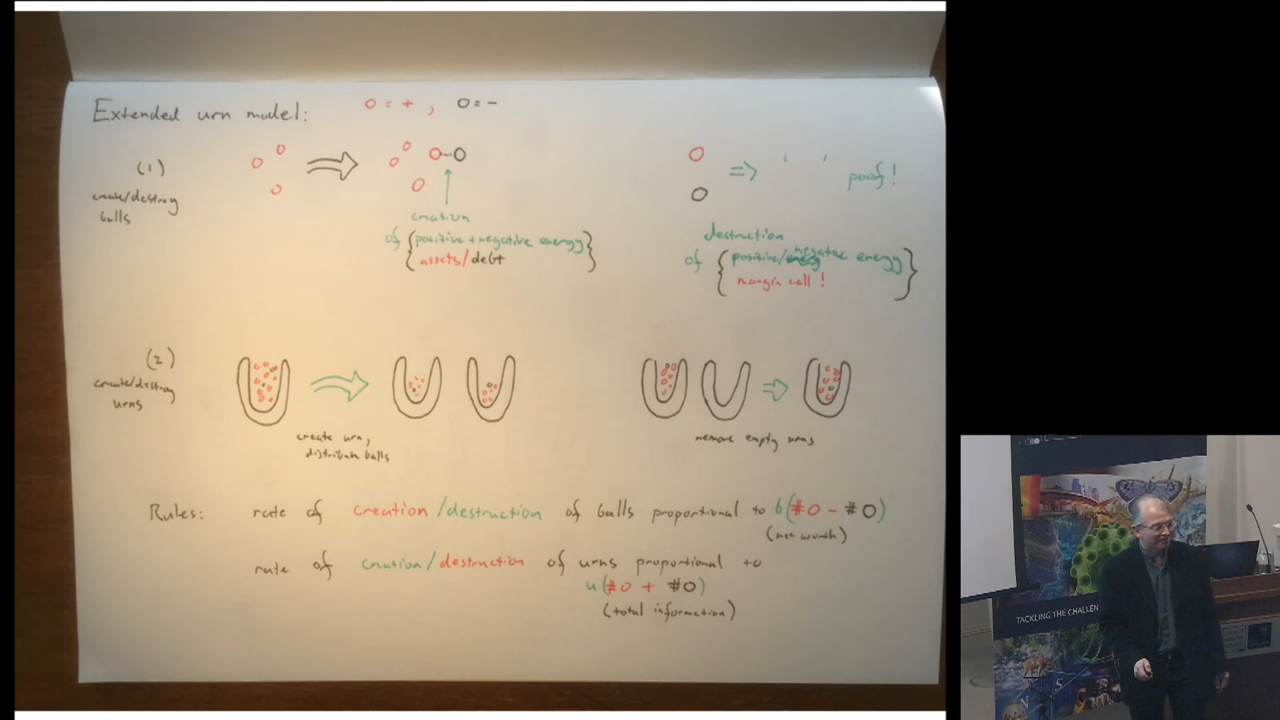 Extended urn model: O = + , O = -
(1)
create/destroy
balls
creation
of {positive + negative energy}
{assets/debt}
poof!
destruction
of {positive/ negative energy}
{margin call!}
(2)
create/destroy
urns
create urn,
distribute balls
remove empty urns
Rules: rate of creation/destruction of balls proportional to b(#O - #O)
(net worth)
rate of creation/destruction of urns proportional to
u(#O + #O)
(total information)
TACKLING THE CHALLEN